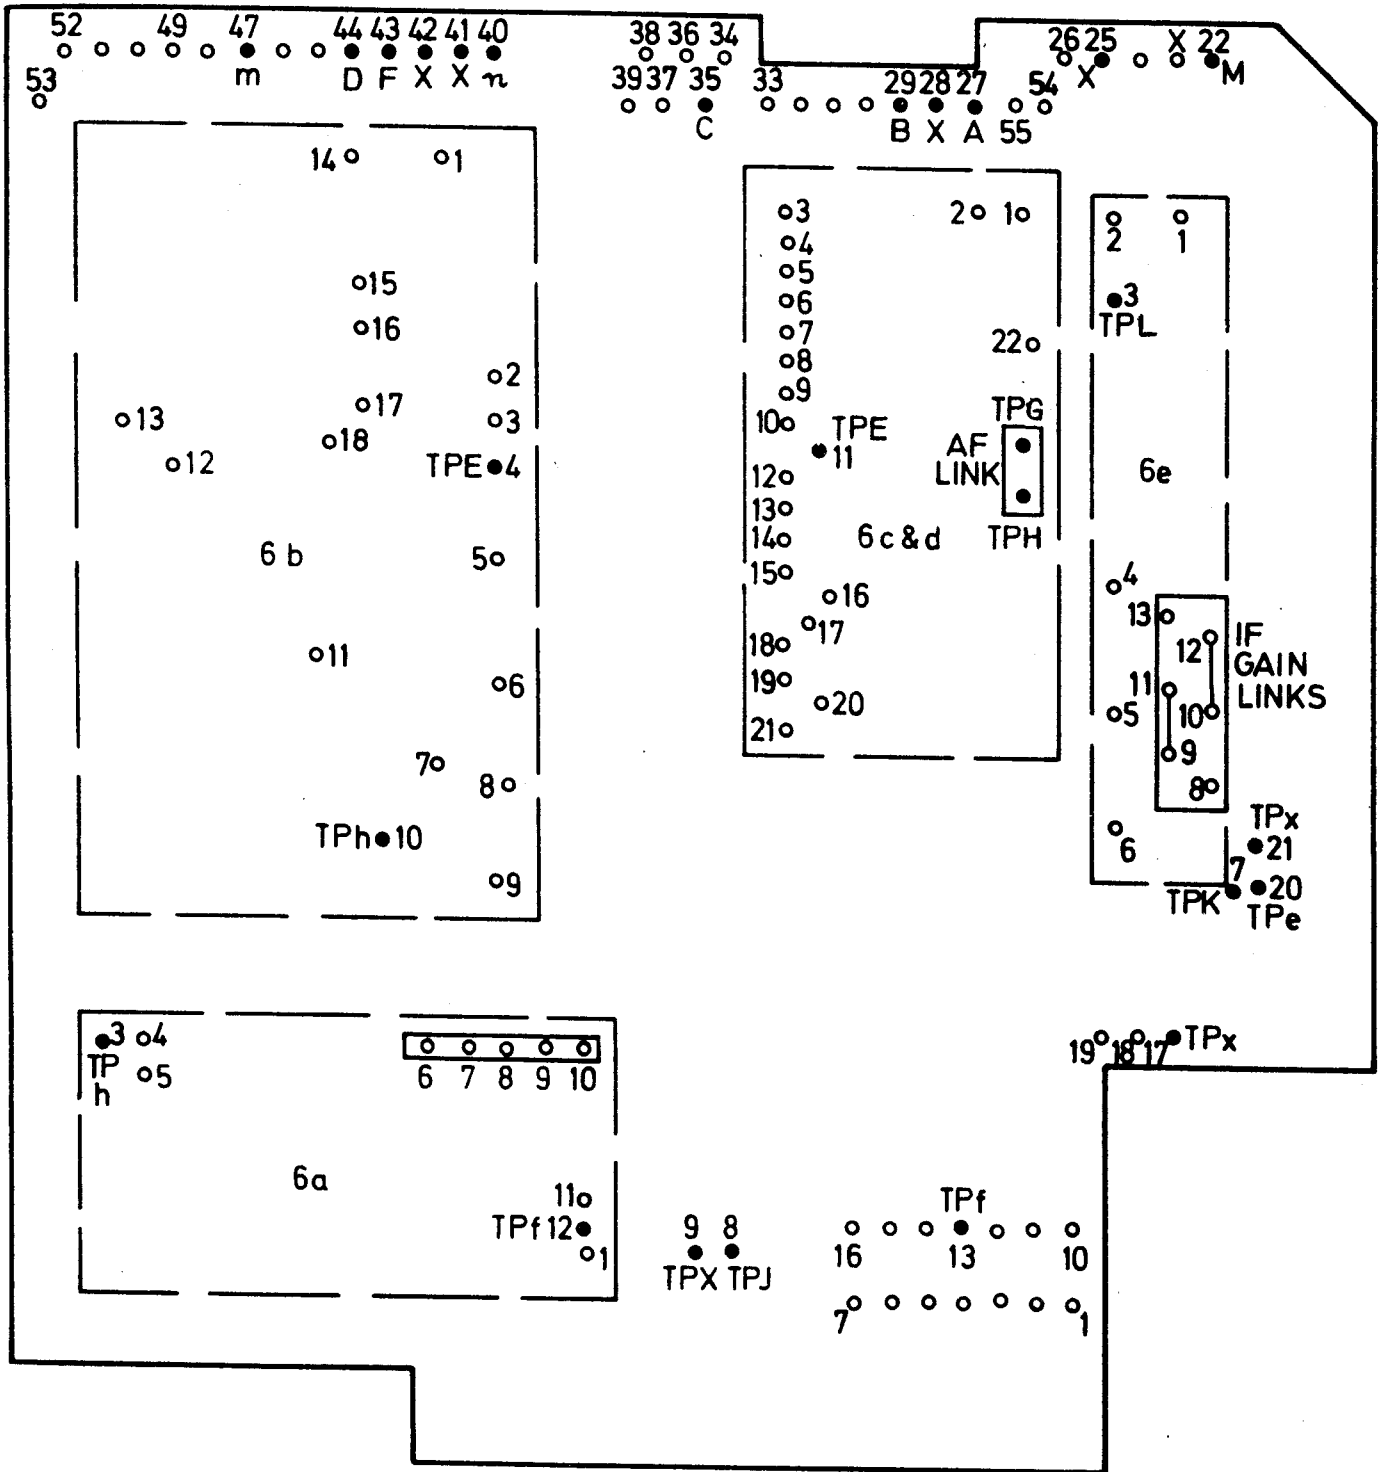 52 49 47 44 43 42 41 40
m D F X X n
53
38 36 34
39 37 35
C
33 29 28 27 54
B X A 55
26 25 X 22
X M
14 1
15
16
2
17
13 3
18
12 TPE 4
6 b
5
11
6
7
8
TPh 10
9
3 2 1
4
5
6
7
22
8
9
10 TPE
11
TPG
AF
LINK
TPH
12
13
14 6c&d
15
16
17
18
19
20
21
2 1
3
TPL
6e
4
13
12 IF
GAIN
LINKS
11
5 10
9
8
6
TPx
21
7
20
TPK TPe
19 18 17 TPx
3 4
TP
h
5
6 7 8 9 10
6a
11
TPf 12
1
9 8
TPX TPJ
TPf
16 13 10
7 1